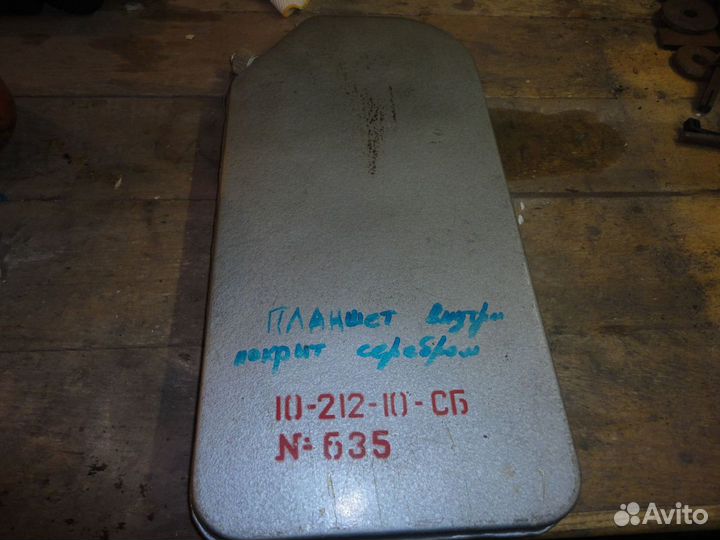 ПЛАНШЕТ внутри
покрыт серебром
10-212-10-СБ
№ 635
Avito